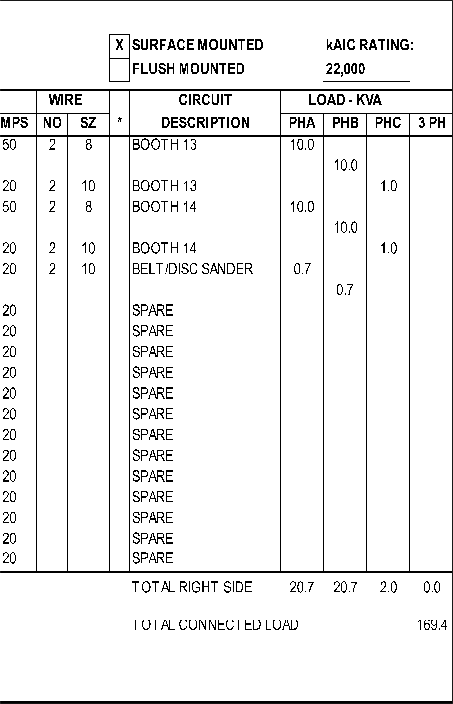 X SURFACE MOUNTED kAIC RATING:
FLUSH MOUNTED 22,000
WIRE CIRCUIT LOAD - KVA
MPS NO SZ * DESCRIPTION PHA PHB PHC 3 PH
50 2 8 BOOTH 13 10.0
10.0
20 2 10 BOOTH 13 1.0
50 2 8 BOOTH 14 10.0
10.0
20 2 10 BOOTH 14 1.0
20 2 10 BELT/DISC SANDER 0.7
0.7
20 SPARE
20 SPARE
20 SPARE
20 SPARE
20 SPARE
20 SPARE
20 SPARE
20 SPARE
20 SPARE
20 SPARE
20 SPARE
20 SPARE
20 SPARE
TOTAL RIGHT SIDE 20.7 20.7 2.0 0.0
TOTAL CONNECTED LOAD 169.4